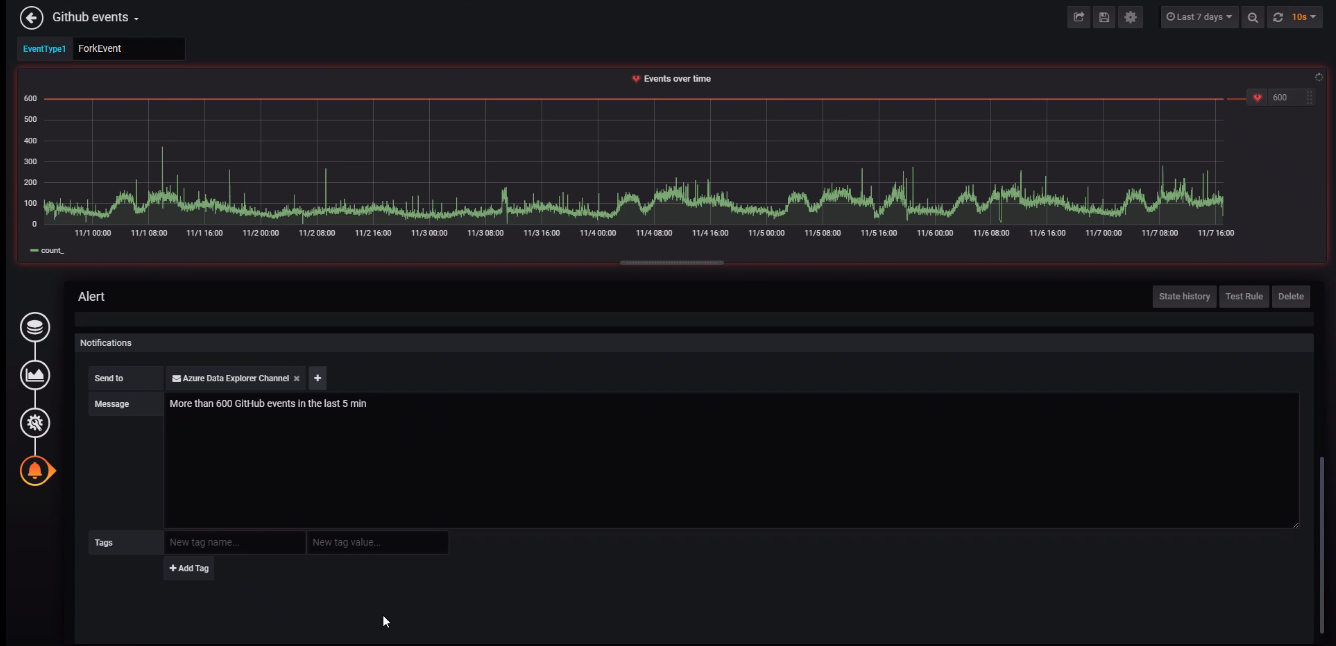 Github events
Last 7 days
10s
EventType1 ForkEvent
Events over time
600
600
500
400
300
200
100
0
11/1 00:00 11/1 08:00 11/1 16:00 11/2 00:00 11/2 08:00 11/2 16:00 11/3 00:00 11/3 08:00 11/3 16:00 11/4 00:00 11/4 08:00 11/4 16:00 11/5 00:00 11/5 08:00 11/5 16:00 11/6 00:00 11/6 08:00 11/6 16:00 11/7 00:00 11/7 08:00 11/7 16:00
count_
Alert
State history Test Rule Delete
Notifications
Send to Azure Data Explorer Channel
Message More than 600 GitHub events in the last 5 min
Tags New tag name... New tag value...
+ Add Tag